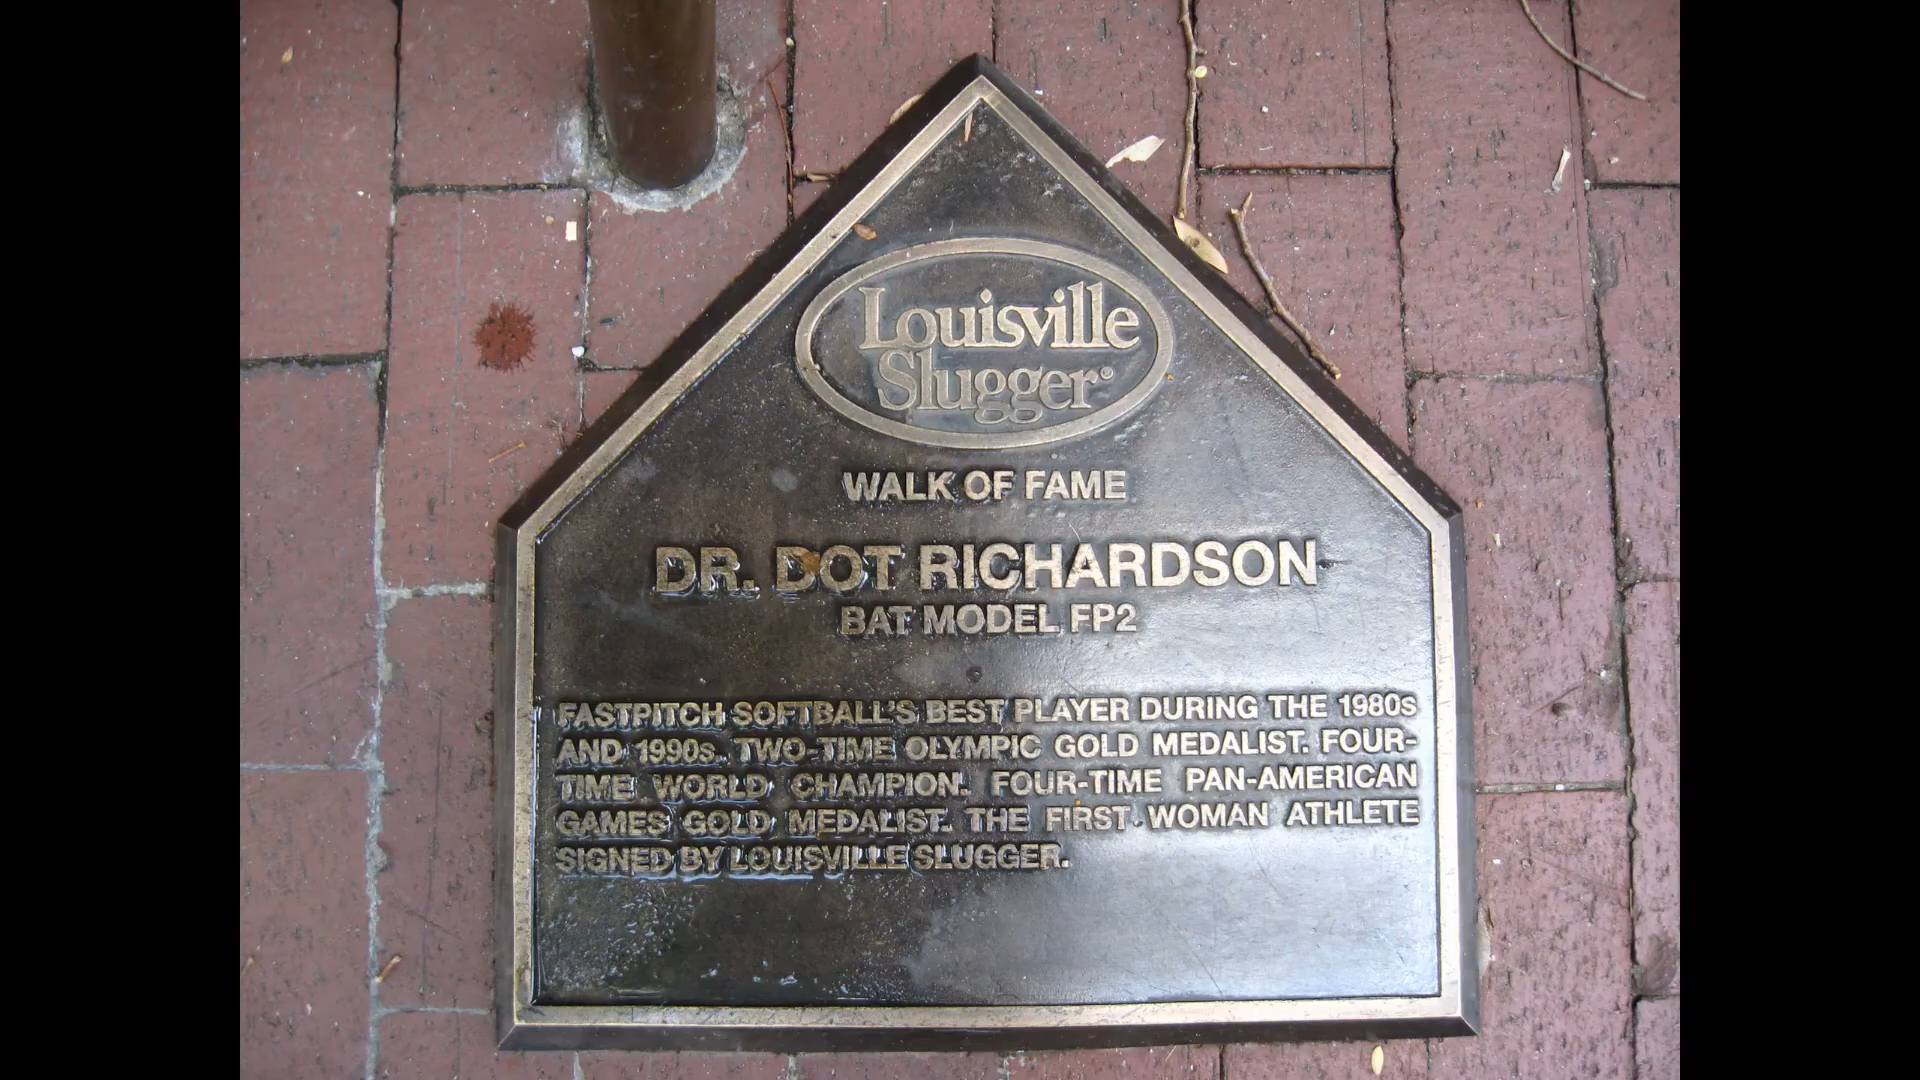 Louisville
Slugger®
WALK OF FAME
DR. DOT RICHARDSON
BAT MODEL FP2
FASTPITCH SOFTBALL'S BEST PLAYER DURING THE 1980s
AND 1990s. TWO-TIME OLYMPIC GOLD MEDALIST. FOUR-
TIME WORLD CHAMPION. FOUR-TIME PAN-AMERICAN
GAMES GOLD MEDALIST. THE FIRST WOMAN ATHLETE
SIGNED BY LOUISVILLE SLUGGER.